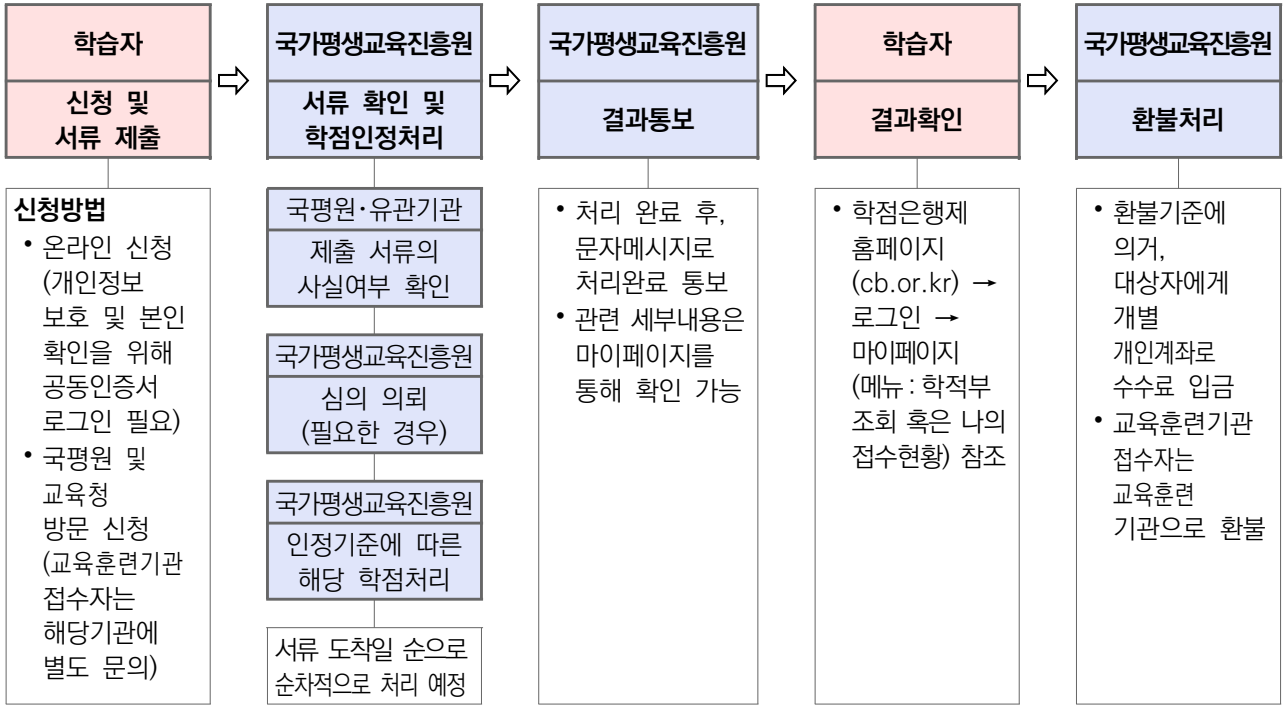 학습자
신청 및
서류 제출
신청방법
• 온라인 신청
(개인정보
보호 및 본인
확인을 위해
공동인증서
로그인 필요)
• 국평원 및
교육청
방문 신청
(교육훈련기관
접수자는
해당기관에
별도 문의)
국가평생교육진흥원
서류 확인 및
학점인정처리
국평원·유관기관
제출 서류의
사실여부 확인
국가평생교육진흥원
심의 의뢰
(필요한 경우)
국가평생교육진흥원
인정기준에 따른
해당 학점처리
서류 도착일 순으로
순차적으로 처리 예정
국가평생교육진흥원
결과통보
• 처리 완료 후,
문자메시지로
처리완료 통보
• 관련 세부내용은
마이페이지를
통해 확인 가능
학습자
결과확인
• 학점은행제
홈페이지
(cb.or.kr) →
로그인 →
마이페이지
(메뉴 : 학적부
조회 혹은 나의
접수현황) 참조
국가평생교육진흥원
환불처리
• 환불기준에
의거,
대상자에게
개별
개인계좌로
수수료 입금
• 교육훈련기관
접수자는
교육훈련
기관으로 환불